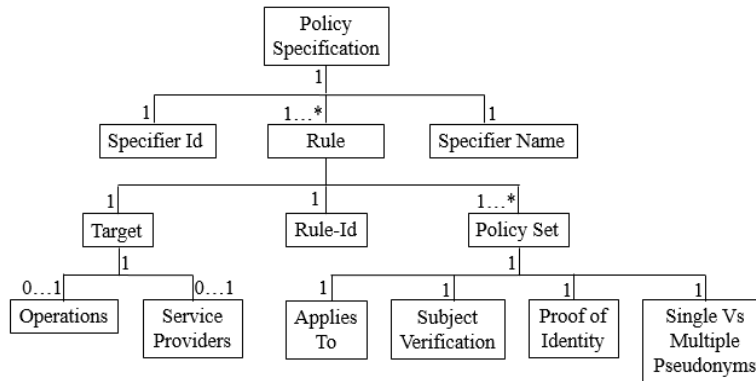 Policy
Specification
1
1 1...* 1
Specifier Id Rule Specifier Name
1 1 1...*
Target Rule-Id Policy Set
1 1
0...1 0...1 1 1 1 1
Operations Service Providers Applies To Subject Verification Proof of Identity Single Vs Multiple Pseudonyms